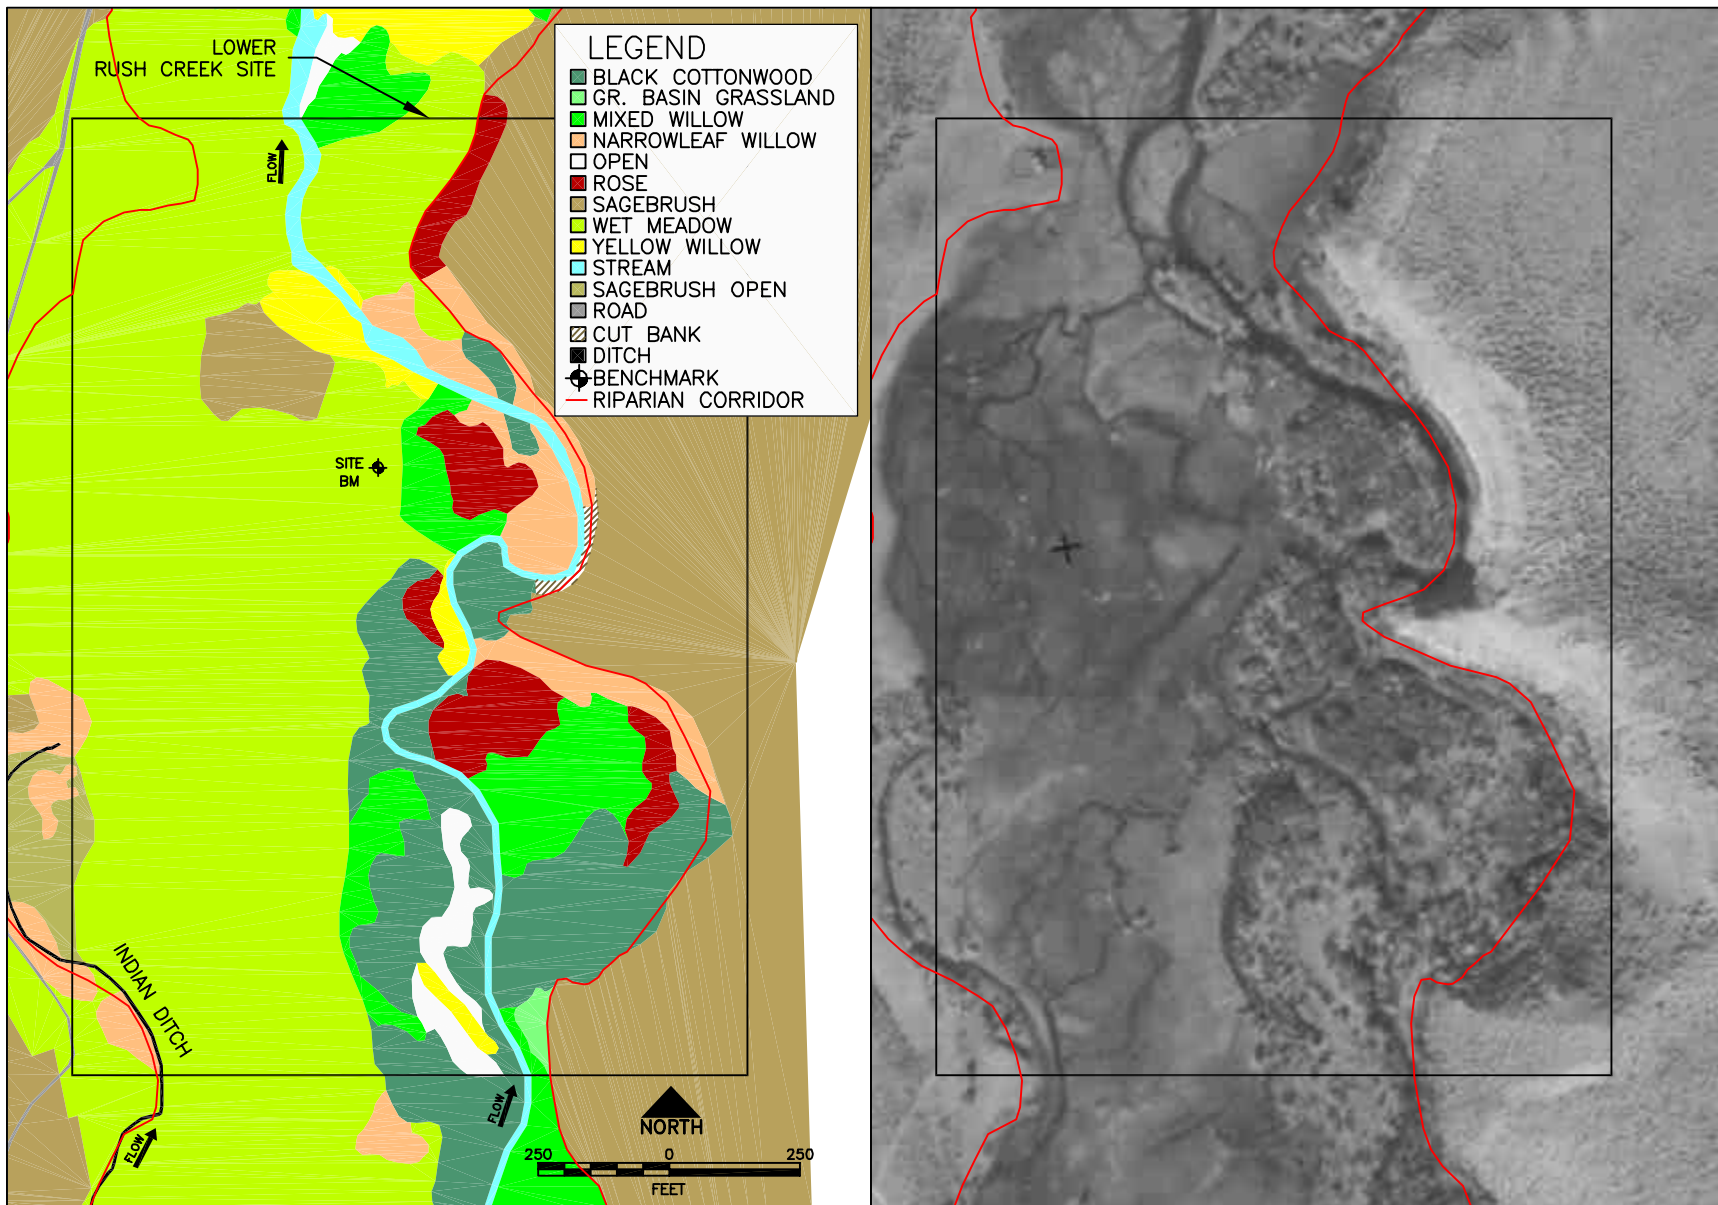 LOWER
RUSH CREEK SITE
LEGEND
BLACK COTTONWOOD
GR. BASIN GRASSLAND
MIXED WILLOW
NARROWLEAF WILLOW
OPEN
ROSE
SAGEBRUSH
WET MEADOW
YELLOW WILLOW
STREAM
SAGEBRUSH OPEN
ROAD
CUT BANK
DITCH
BENCHMARK
RIPARIAN CORRIDOR
FLOW
SITE
BM
INDIAN DITCH
FLOW
FLOW
NORTH
250 0 250
FEET